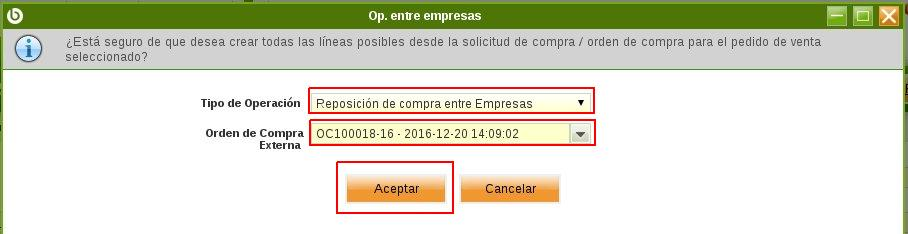 Op. entre empresas
¿Está seguro de que desea crear todas las líneas posibles desde la solicitud de compra / orden de compra para el pedido de venta
seleccionado?
Tipo de Operación Reposición de compra entre Empresas
Orden de Compra OC100018-16 - 2016-12-20 14:09:02
Externa
Aceptar Cancelar